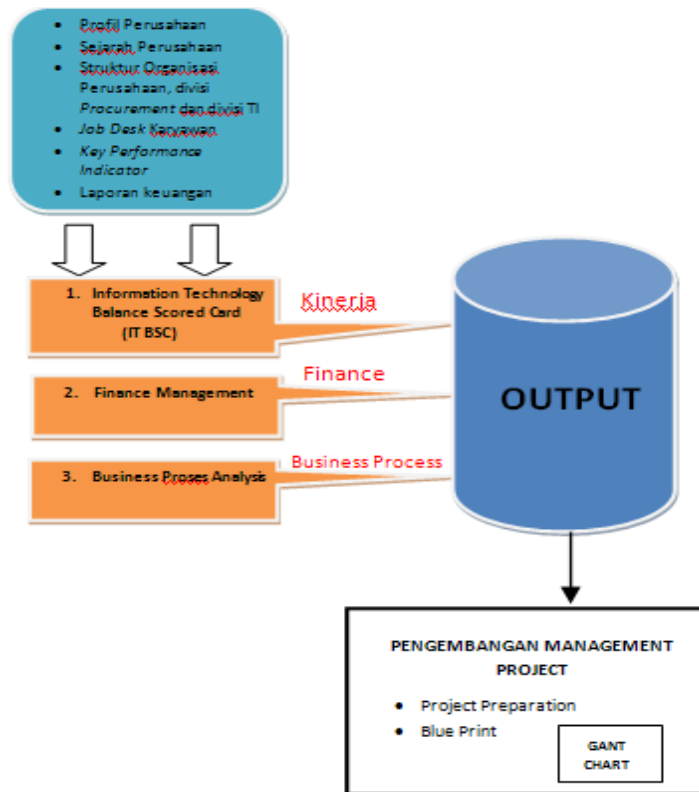 • Profil Perusahaan
• Sejarah Perusahaan
• Struktur Organisasi
Perusahaan, divisi
Procurement dan divisi TI
• Job Desk Karyawan
• Key Performance
Indicator
• Laporan keuangan
1. Information Technology
Balance Scored Card
(IT BSC)
Kinerja
2. Finance Management
Finance
3. Business Proses Analysis
Business Process
OUTPUT
PENGEMBANGAN MANAGEMENT
PROJECT
• Project Preparation
• Blue Print
GANT
CHART